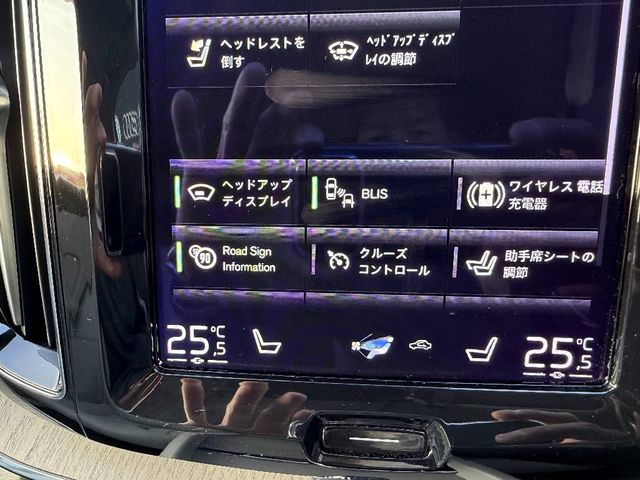 ヘッドレストを
倒す
ﾍｯﾄﾞｱｯﾌﾟﾃﾞｨｽﾌﾟ
ﾚｲの調節
ヘッドアップ
ディスプレイ
BLIS
ワイヤレス 電話
充電器
90
Road Sign
Information
クルーズ
コントロール
助手席シートの
調節
25.5°C
25.5°C